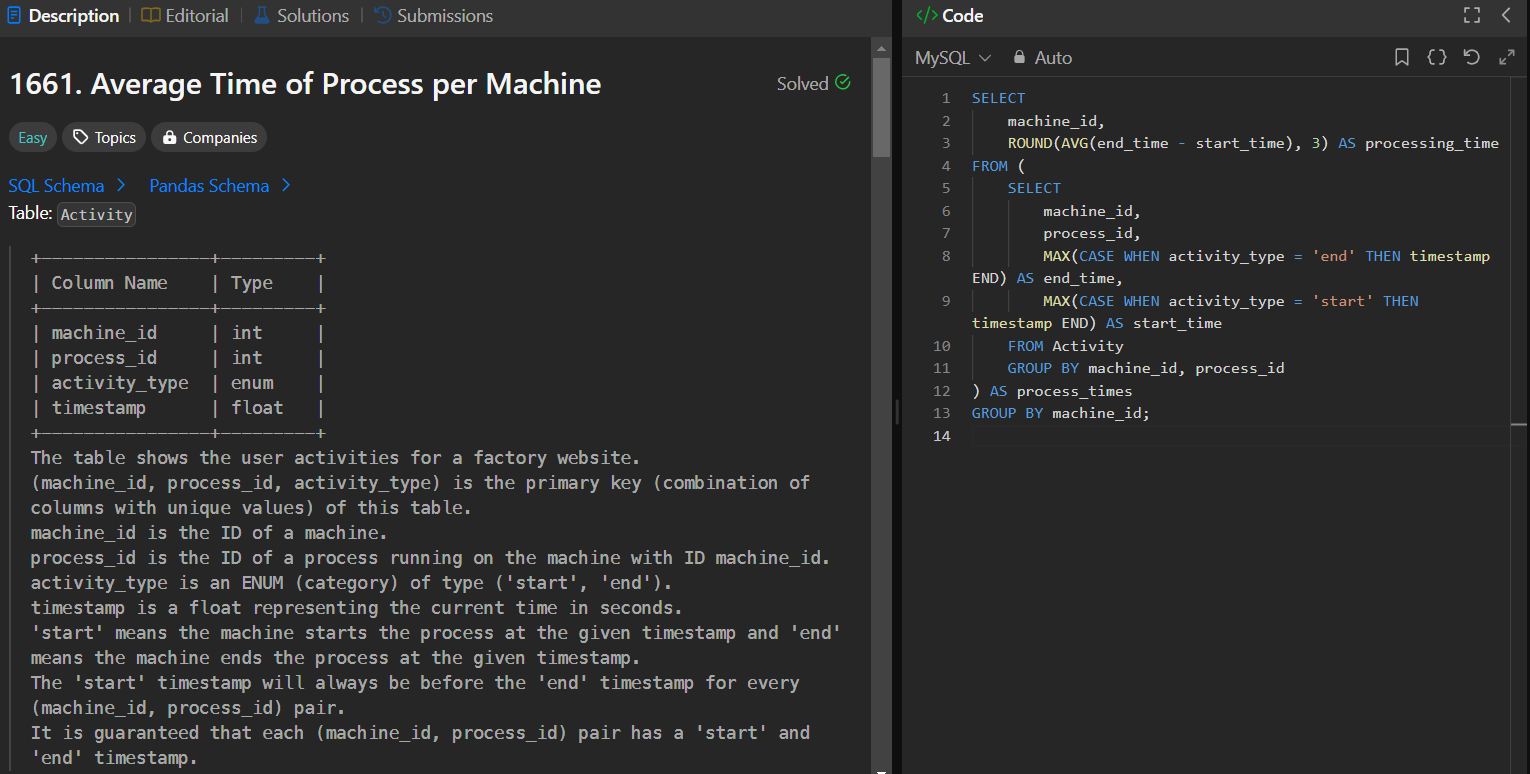 Description | Editorial | Solutions | Submissions
1661. Average Time of Process per Machine
Solved
Easy Topics Companies
SQL Schema > Pandas Schema >
Table: Activity
+----------------+---------+
| Column Name    | Type    |
+----------------+---------+
| machine_id     | int     |
| process_id     | int     |
| activity_type  | enum    |
| timestamp      | float   |
+----------------+---------+
The table shows the user activities for a factory website.
(machine_id, process_id, activity_type) is the primary key (combination of
columns with unique values) of this table.
machine_id is the ID of a machine.
process_id is the ID of a process running on the machine with ID machine_id.
activity_type is an ENUM (category) of type ('start', 'end').
timestamp is a float representing the current time in seconds.
'start' means the machine starts the process at the given timestamp and 'end'
means the machine ends the process at the given timestamp.
The 'start' timestamp will always be before the 'end' timestamp for every
(machine_id, process_id) pair.
It is guaranteed that each (machine_id, process_id) pair has a 'start' and
'end' timestamp.
</> Code
MySQL Auto
1 SELECT
2     machine_id,
3     ROUND(AVG(end_time - start_time), 3) AS processing_time
4 FROM (
5     SELECT
6         machine_id,
7         process_id,
8         MAX(CASE WHEN activity_type = 'end' THEN timestamp
END) AS end_time,
9         MAX(CASE WHEN activity_type = 'start' THEN
timestamp END) AS start_time
10     FROM Activity
11     GROUP BY machine_id, process_id
12 ) AS process_times
13 GROUP BY machine_id;
14